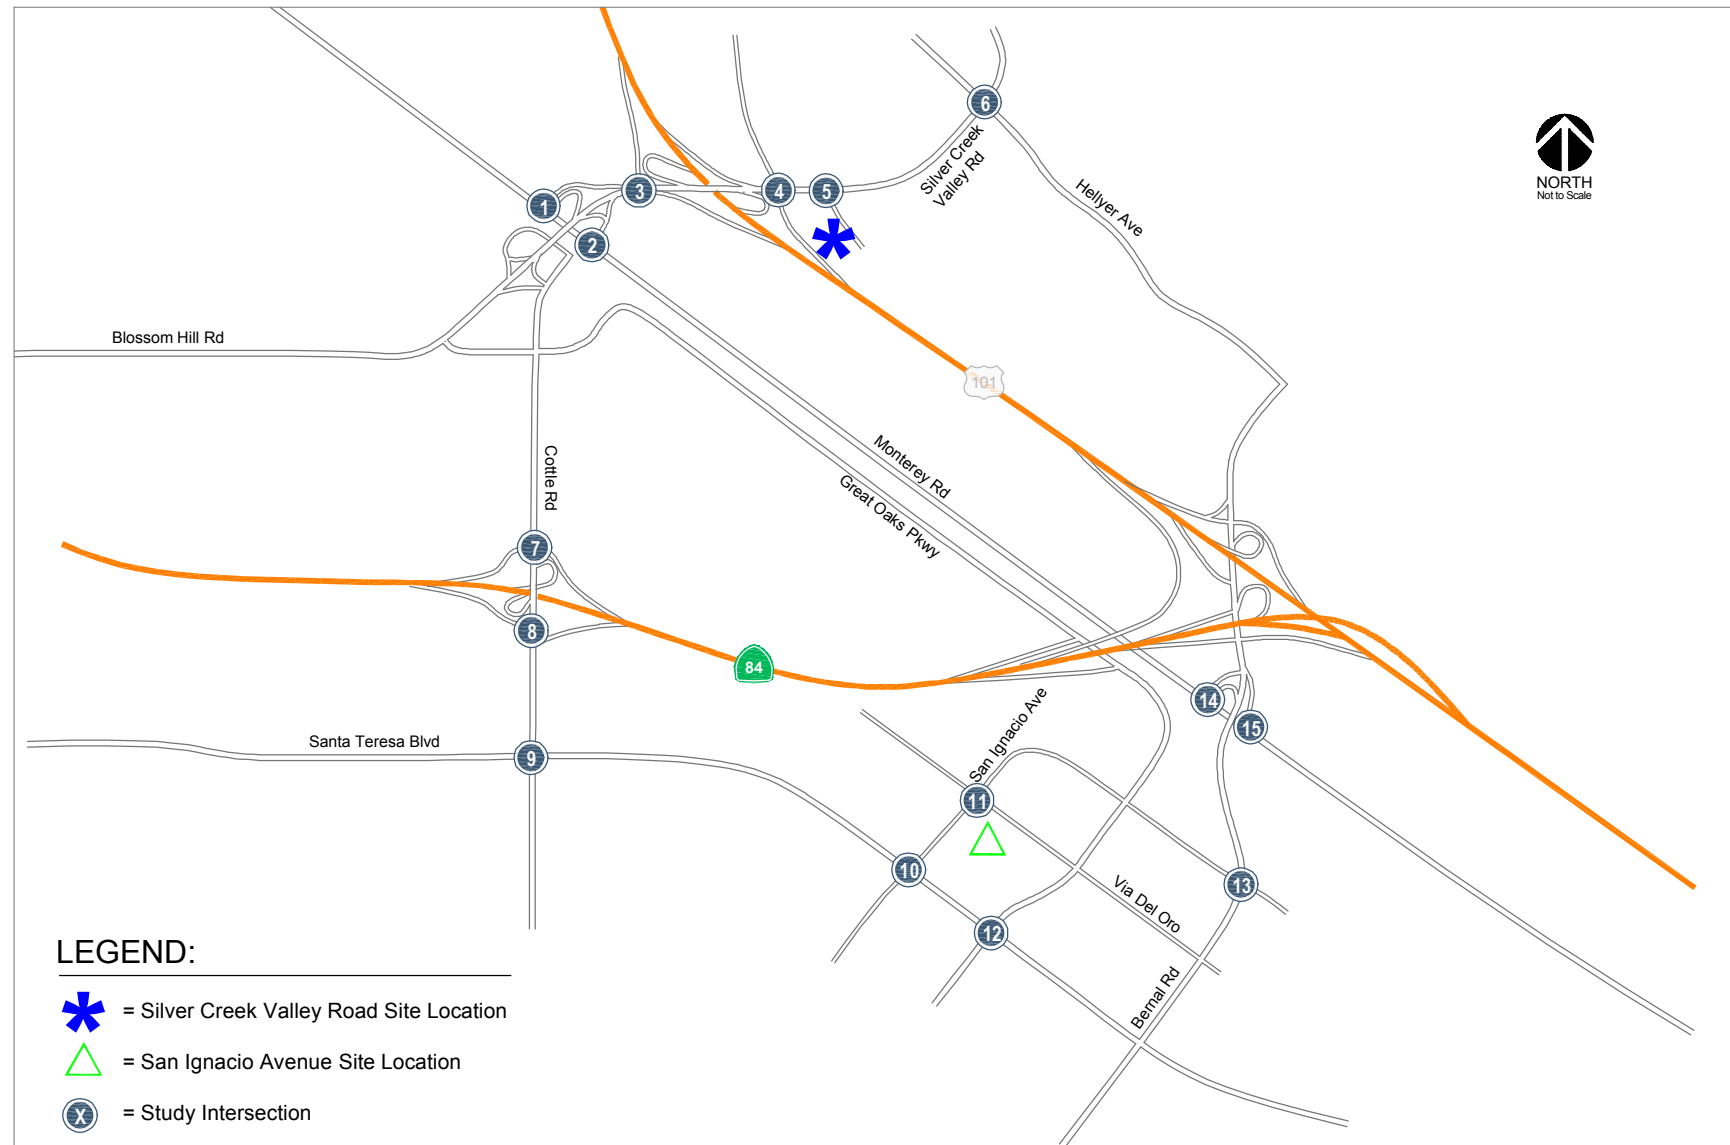 6
Silver Creek
Valley Rd
NORTH
Not to Scale
Hellyer Ave
3
4
5
1
2
Blossom Hill Rd
101
Monterey Rd
Great Oaks Pkwy
Cottle Rd
7
8
84
San Ignacio Ave
14
15
Santa Teresa Blvd
9
11
10
13
Via Del Oro
12
Bernal Rd
LEGEND:
= Silver Creek Valley Road Site Location
= San Ignacio Avenue Site Location
X
= Study Intersection